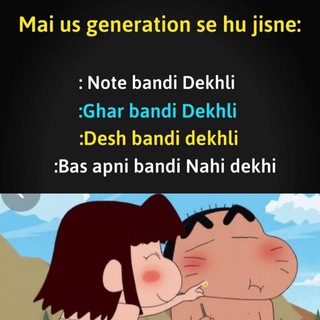 Mai us generation se hu jisne:
: Note bandi Dekhli
:Ghar bandi Dekhli
:Desh bandi dekhli
:Bas apni bandi Nahi dekhi